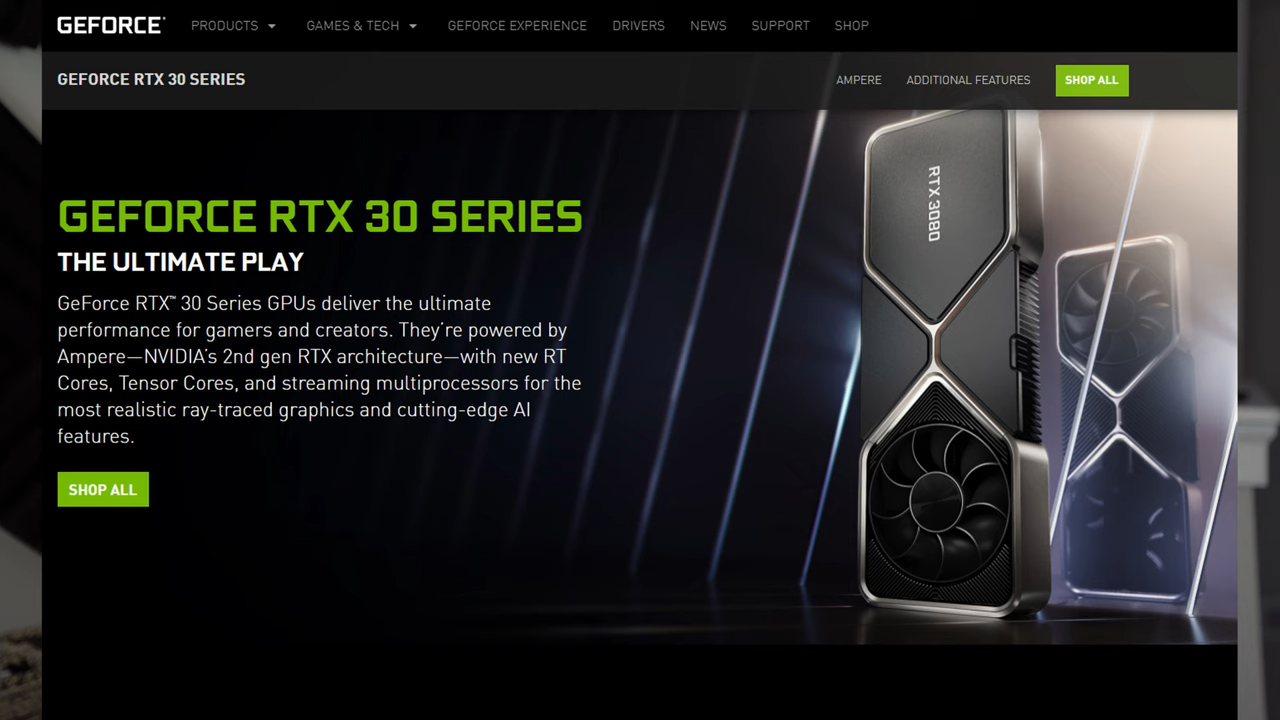 GEFORCE
PRODUCTS
GAMES & TECH
GEFORCE EXPERIENCE
DRIVERS
NEWS
SUPPORT
SHOP
GEFORCE RTX 30 SERIES
AMPERE
ADDITIONAL FEATURES
SHOP ALL
GEFORCE RTX 30 SERIES
THE ULTIMATE PLAY
GeForce RTX™ 30 Series GPUs deliver the ultimate
performance for gamers and creators. They're powered by
Ampere—NVIDIA's 2nd gen RTX architecture—with new RT
Cores, Tensor Cores, and streaming multiprocessors for the
most realistic ray-traced graphics and cutting-edge AI
features.
SHOP ALL
RTX 3080